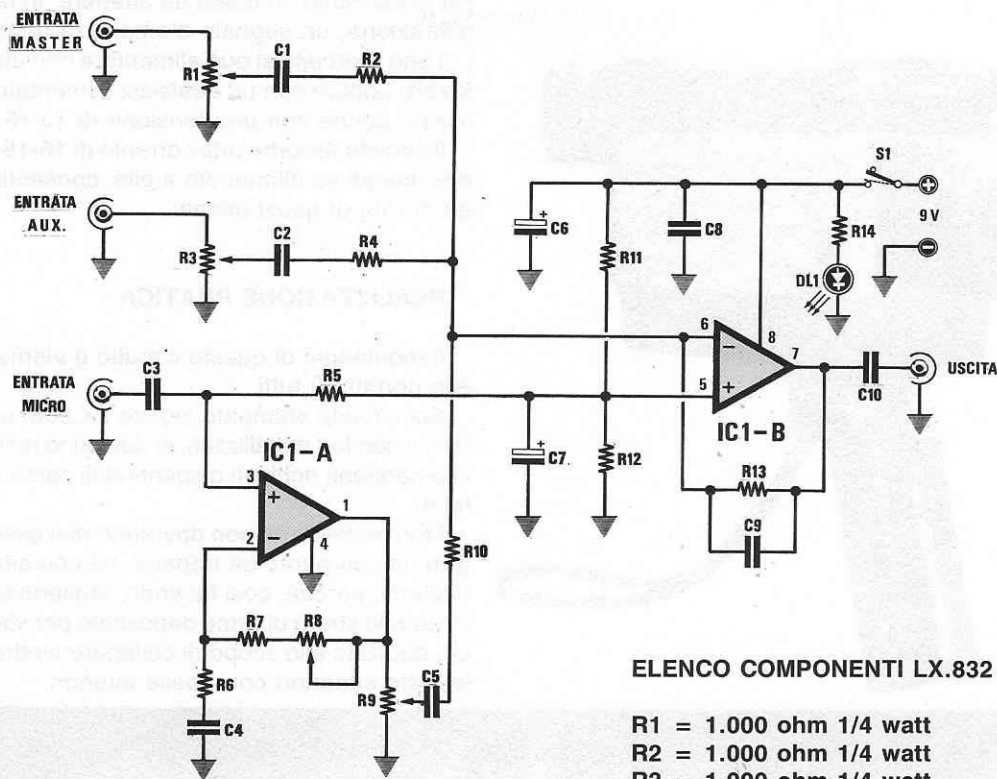 ENTRATA
MASTER
R1
C1
R2
ENTRATA
AUX.
R3
C2
R4
ENTRATA
MICRO
C3
R5
IC1-A
3
+
2
−
1
4
R7
R8
R6
C4
R9
C5
R10
C6
+
R11
C8
S1
+
9 V
−
R14
DL1
6
−
5
+
8
7
IC1-B
C7
+
R12
R13
C9
C10
USCITA
ELENCO COMPONENTI LX.832
R1 = 1.000 ohm 1/4 watt
R2 = 1.000 ohm 1/4 watt